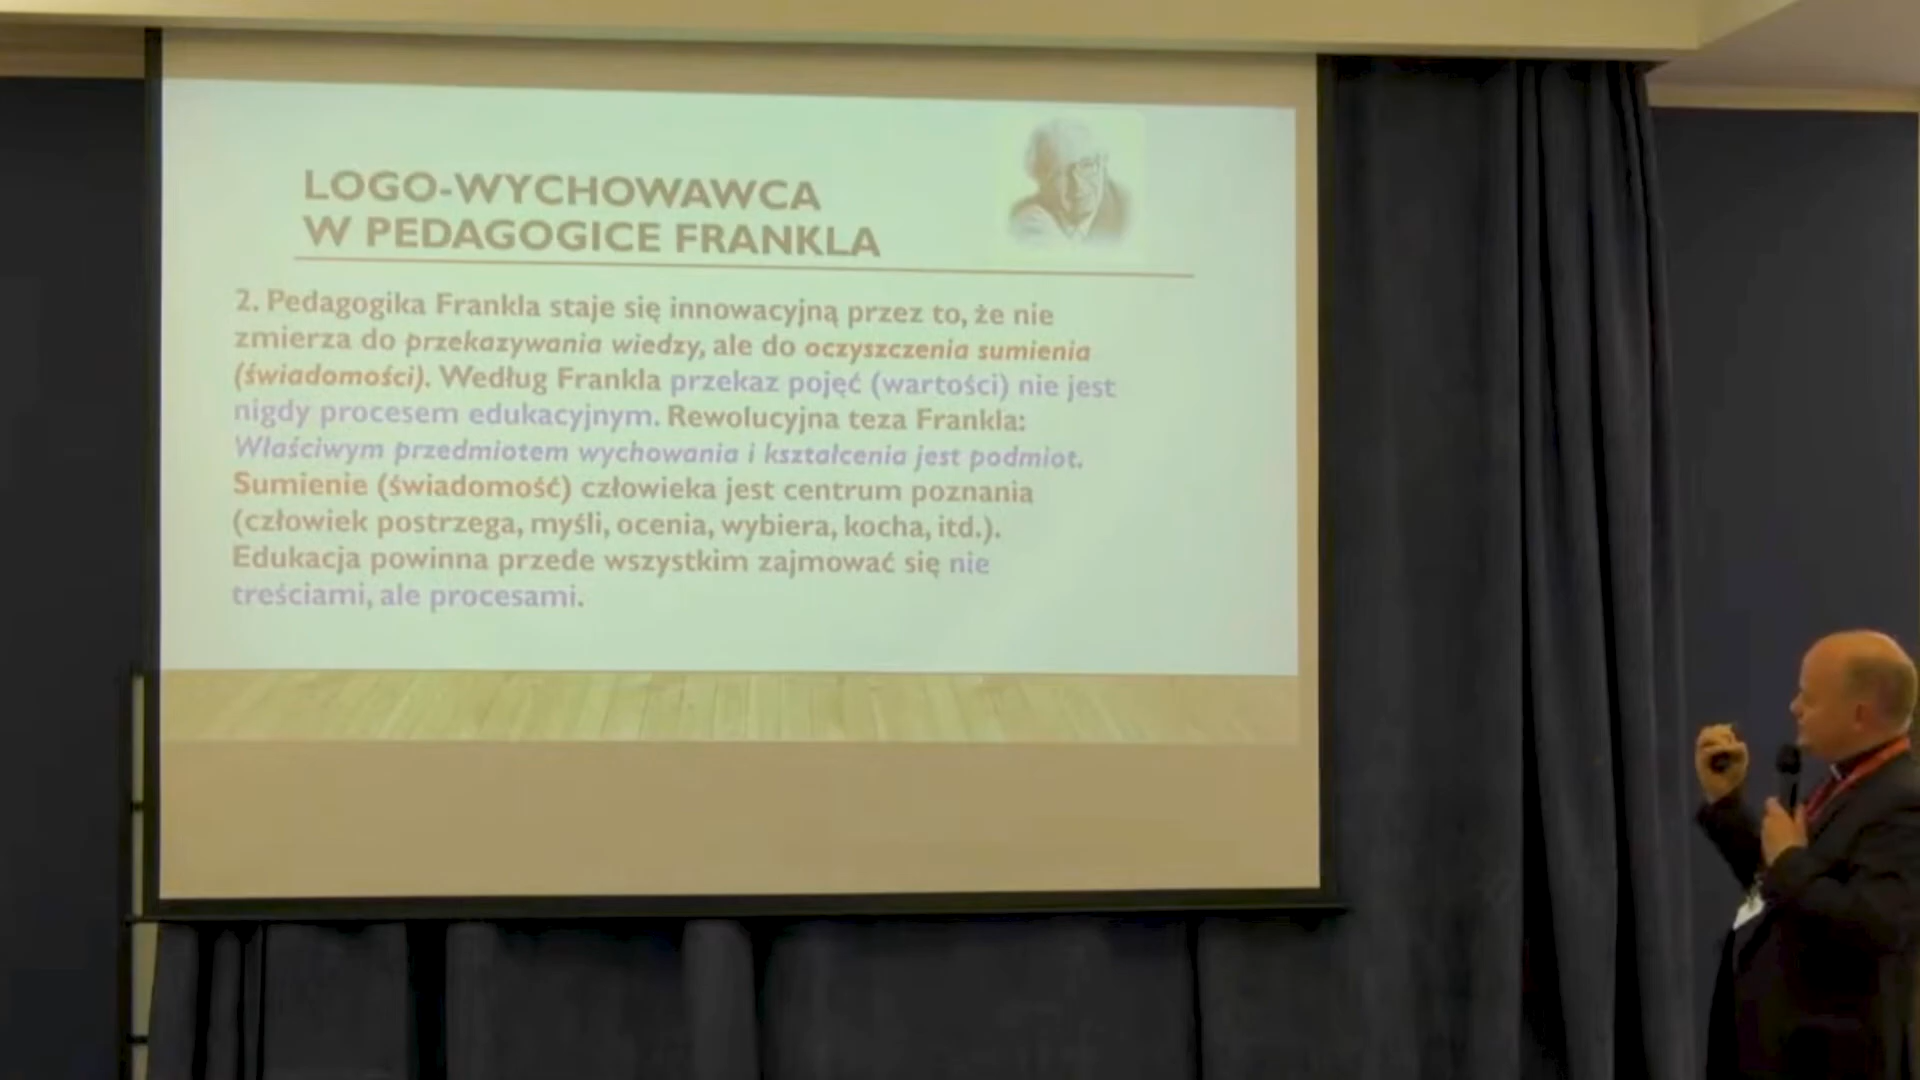 LOGO-WYCHOWAWCA
W PEDAGOGICE FRANKLA
2. Pedagogika Frankla staje się innowacyjną przez to, że nie
zmierza do przekazywania wiedzy, ale do oczyszczenia sumienia
(świadomości). Według Frankla przekaz pojęć (wartości) nie jest
nigdy procesem edukacyjnym. Rewolucyjna teza Frankla:
Właściwym przedmiotem wychowania i kształcenia jest podmiot.
Sumienie (świadomość) człowieka jest centrum poznania
(człowiek postrzega, myśli, ocenia, wybiera, kocha, itd.).
Edukacja powinna przede wszystkim zajmować się nie
treściami, ale procesami.